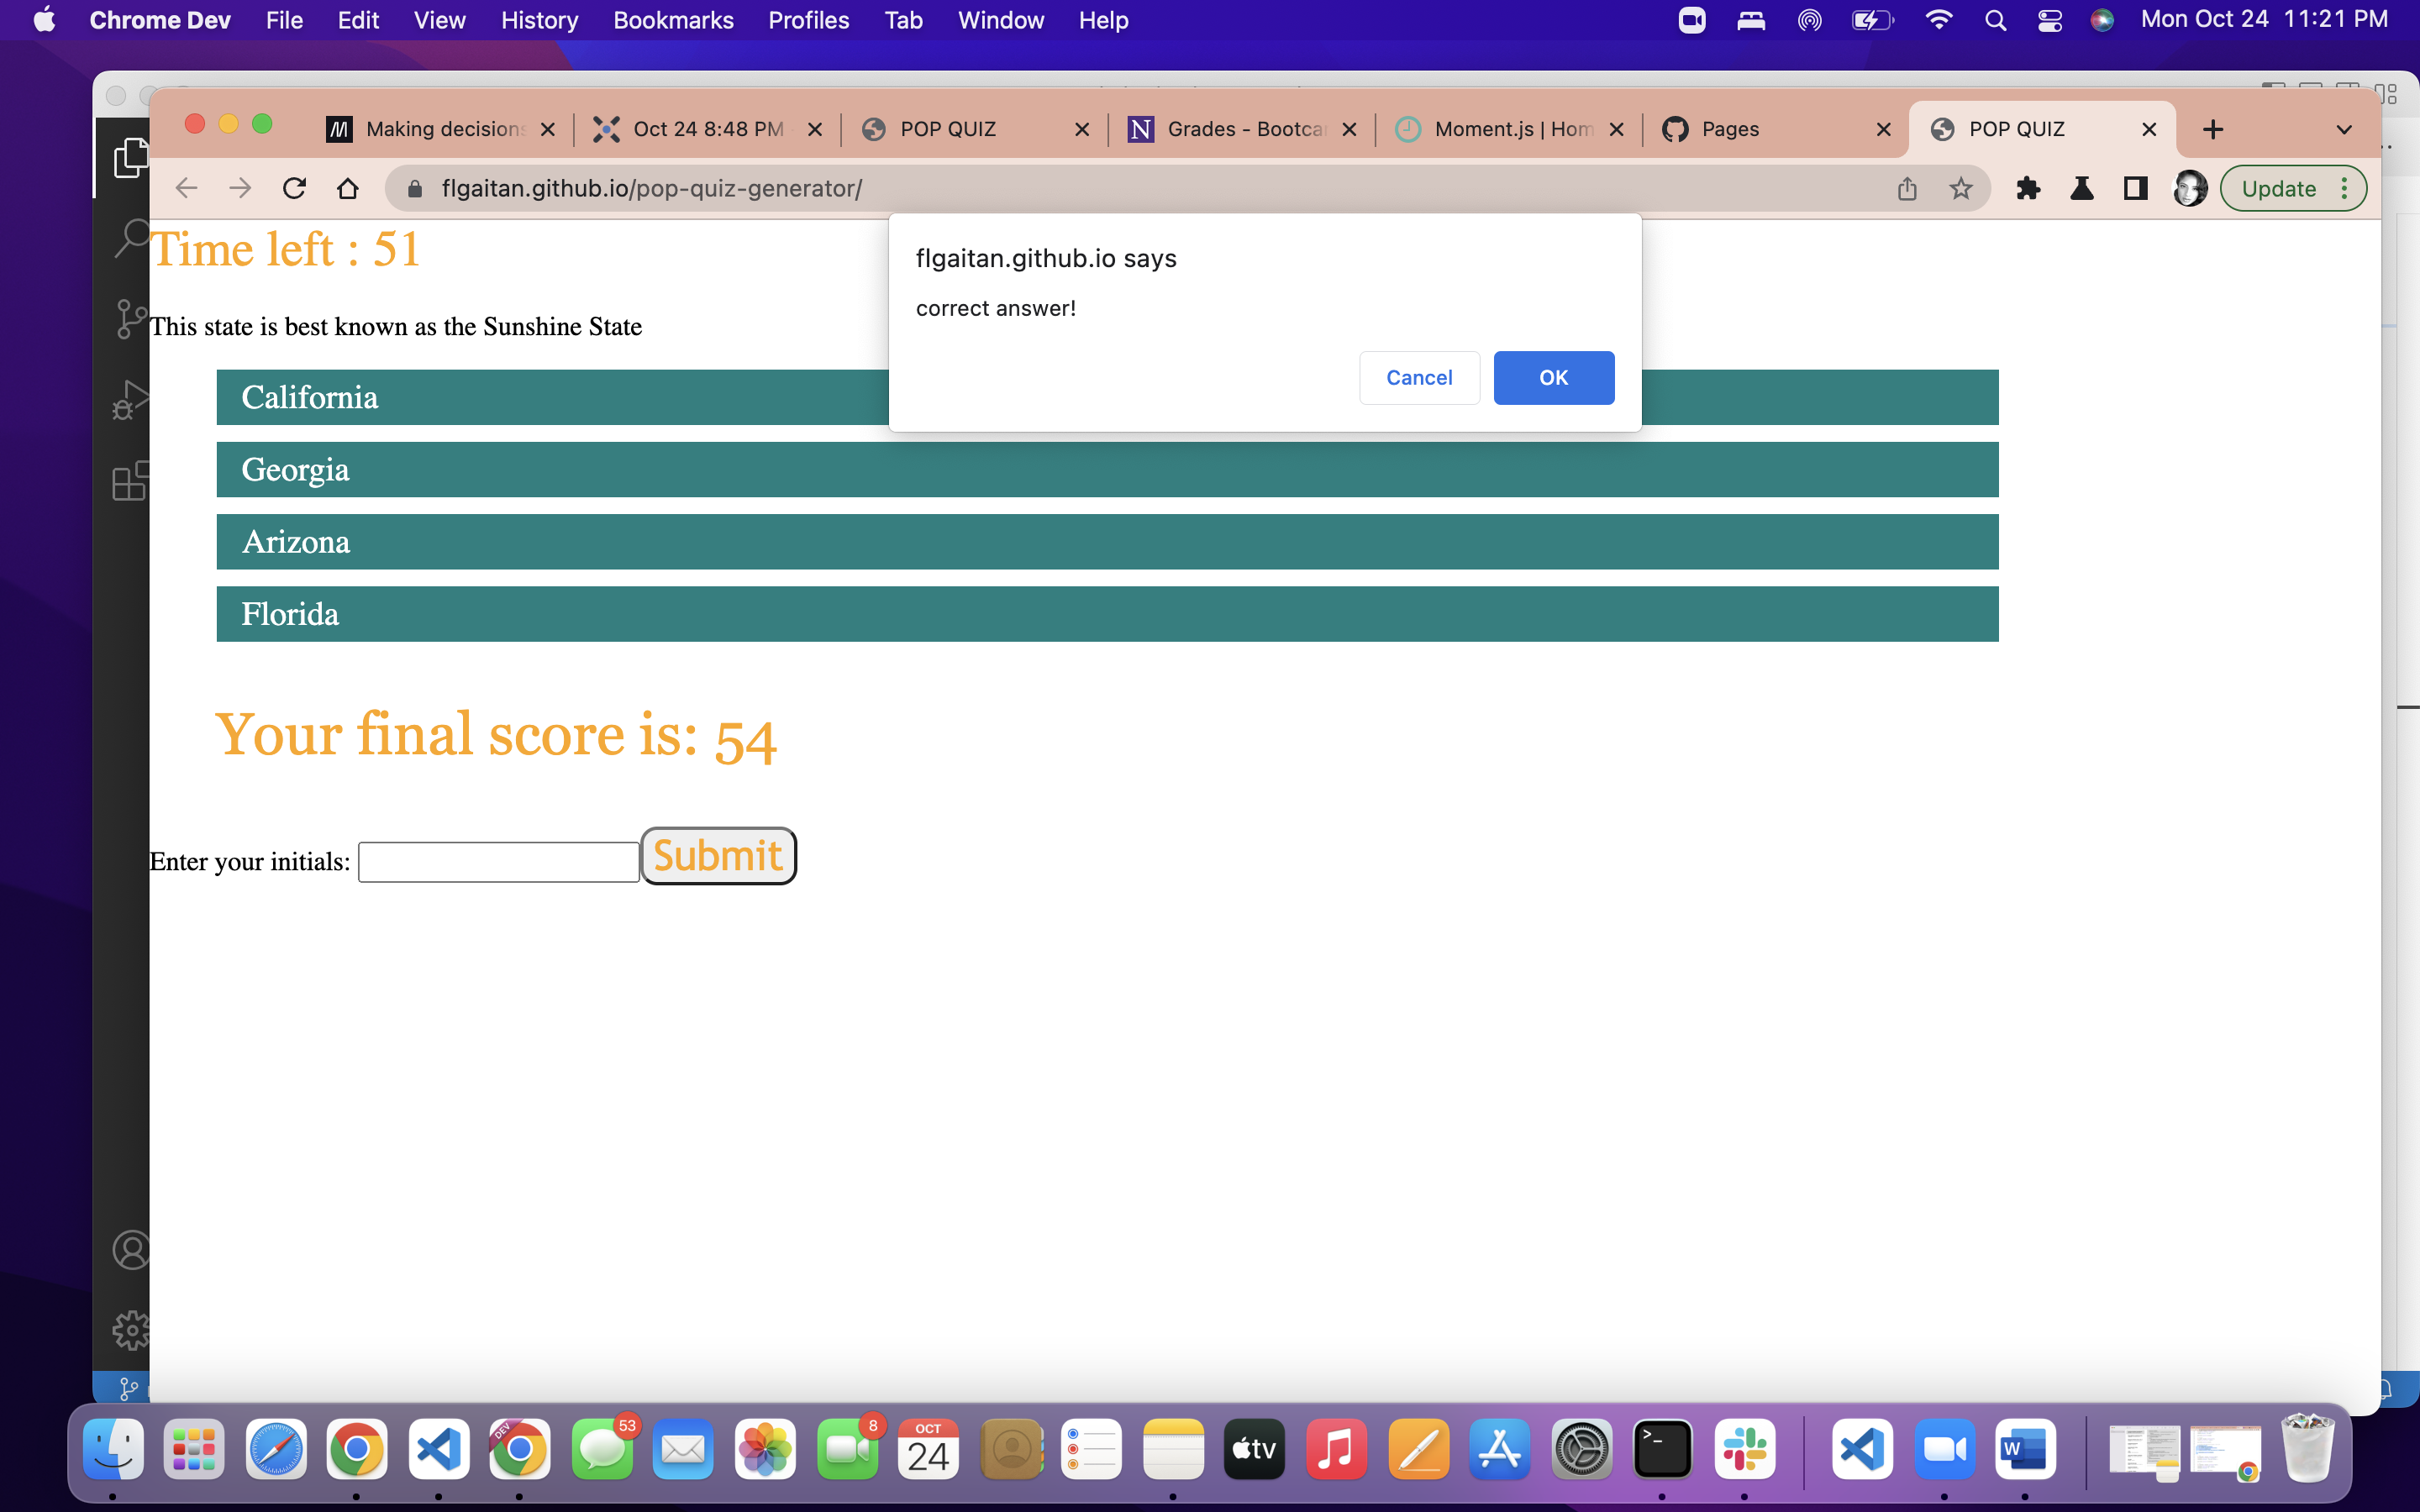 Chrome Dev File Edit View History Bookmarks Profiles Tab Window Help Mon Oct 24 11:21 PM
Making decisions Oct 24 8:48 PM POP QUIZ Grades - Bootca Moment.js | Hom Pages POP QUIZ
flgaitan.github.io/pop-quiz-generator/ Update
Time left : 51
flgaitan.github.io says
correct answer!
Cancel OK
This state is best known as the Sunshine State
California
Georgia
Arizona
Florida
Your final score is: 54
Enter your initials: Submit
DEV 53 8 OCT 24 tv >_ W